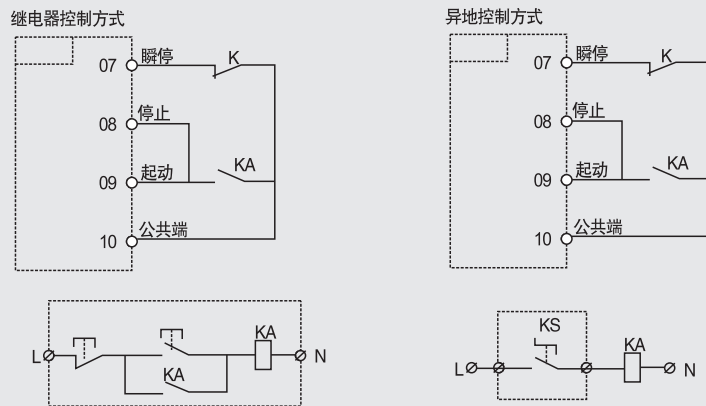 继电器控制方式
07 瞬停 K
08 停止
09 起动 KA
10 公共端
L KA N
KA
异地控制方式
07 瞬停 K
08 停止
09 起动 KA
10 公共端
KS
L KA N